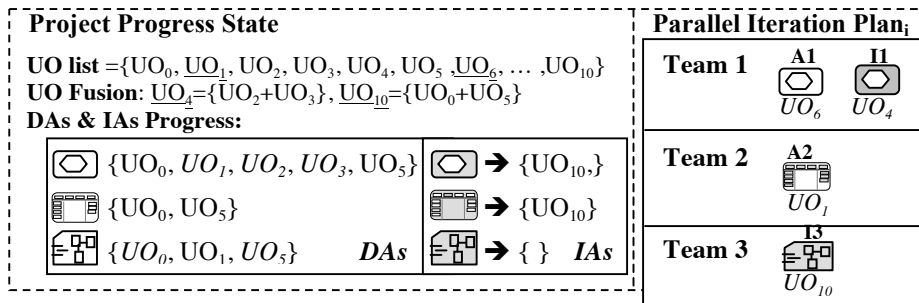 Project Progress State
UO list ={UO₀, UO₁, UO₂, UO₃, UO₄, UO₅ ,UO₆, … ,UO₁₀}
UO Fusion: UO₄={UO₂+UO₃}, UO₁₀={UO₀+UO₅}
DAs & IAs Progress:
{UO₀, UO₁, UO₂, UO₃, UO₅} ➔ {UO₁₀,}
{UO₀, UO₅} ➔ {UO₁₀}
{UO₀, UO₁, UO₅} DAs ➔ { } IAs
Parallel Iteration Planᵢ
Team 1 A1 I1
UO₆ UO₄
Team 2 A2
UO₁
Team 3 I3
UO₁₀